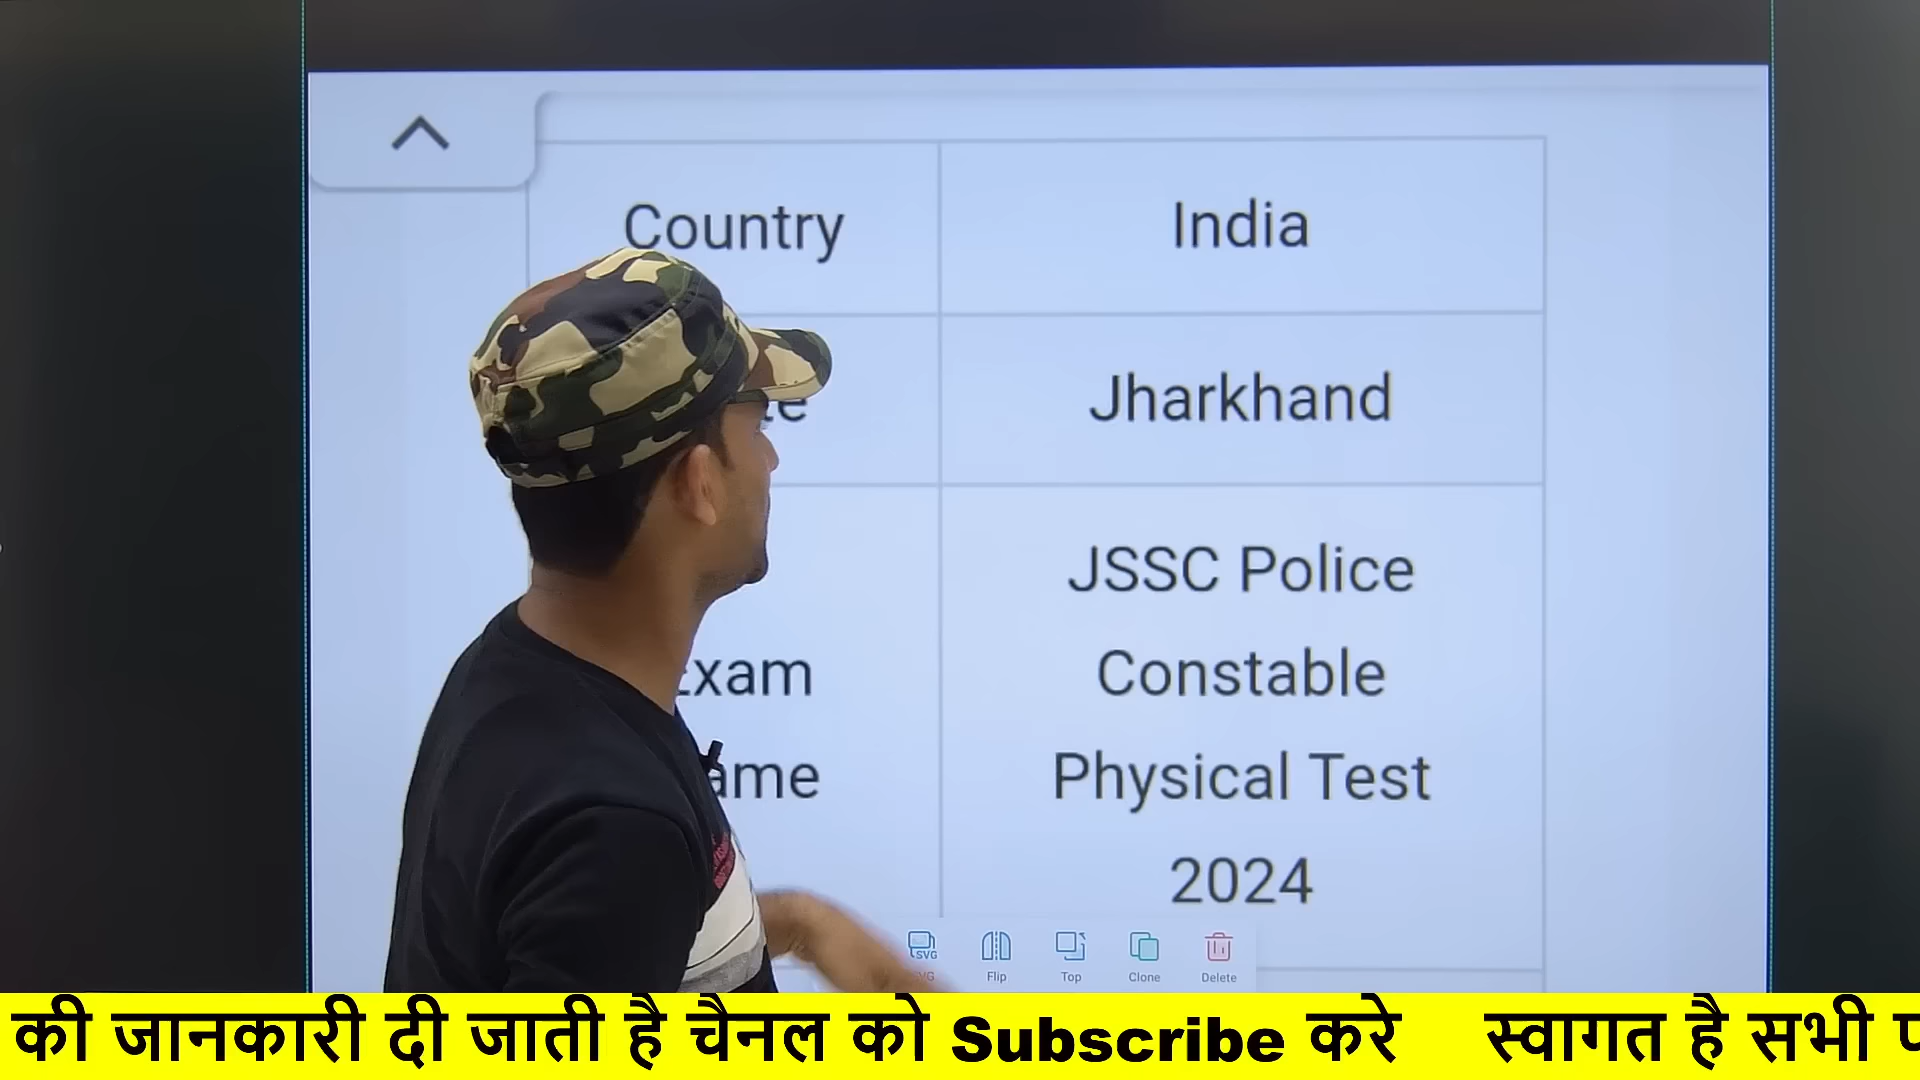 Country
India
Jharkhand
JSSC Police
Constable
Physical Test
2024
Flip
Top
Clone
Delete
की जानकारी दी जाती है चैनल को Subscribe करे स्वागत है सभी